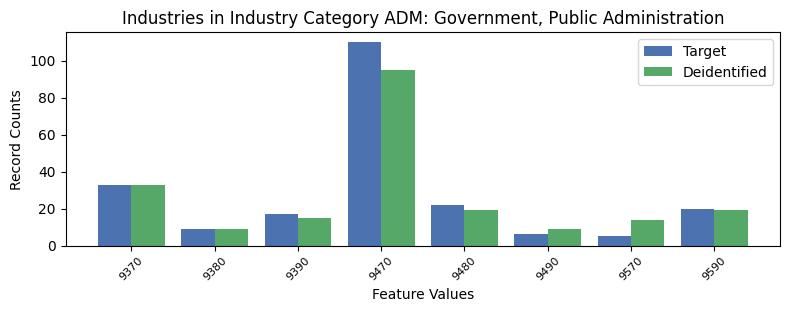 Industries in Industry Category ADM: Government, Public Administration
Target
Deidentified
Record Counts
100
80
60
40
20
0
9370
9380
9390
9470
9480
9490
9570
9590
Feature Values